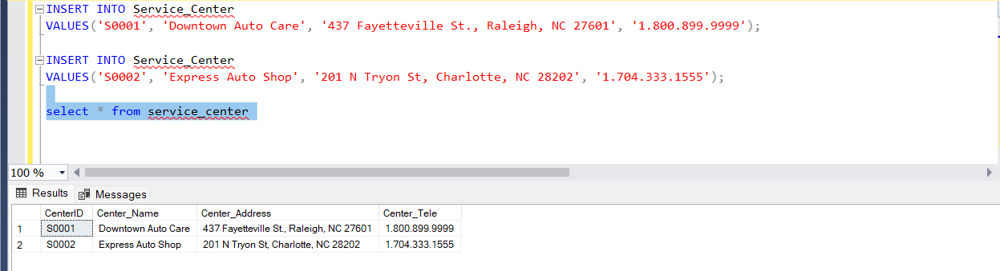 INSERT INTO Service_Center
VALUES('S0001', 'Downtown Auto Care', '437 Fayetteville St., Raleigh, NC 27601', '1.800.899.9999');
INSERT INTO Service_Center
VALUES('S0002', 'Express Auto Shop', '201 N Tryon St, Charlotte, NC 28202', '1.704.333.1555');
select * from service_center
100 %
Results Messages
CenterID Center_Name Center_Address Center_Tele
1 S0001 Downtown Auto Care 437 Fayetteville St., Raleigh, NC 27601 1.800.899.9999
2 S0002 Express Auto Shop 201 N Tryon St, Charlotte, NC 28202 1.704.333.1555